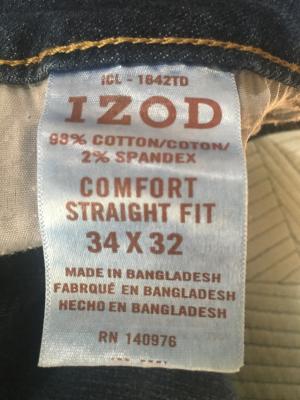 ICL - 1842TD
IZOD
98% COTTON/COTON/
2% SPANDEX
COMFORT
STRAIGHT FIT
34 X 32
MADE IN BANGLADESH
FABRQUÉ EN BANGLADESH
HECHO EN BANGLADESH
RN 140976